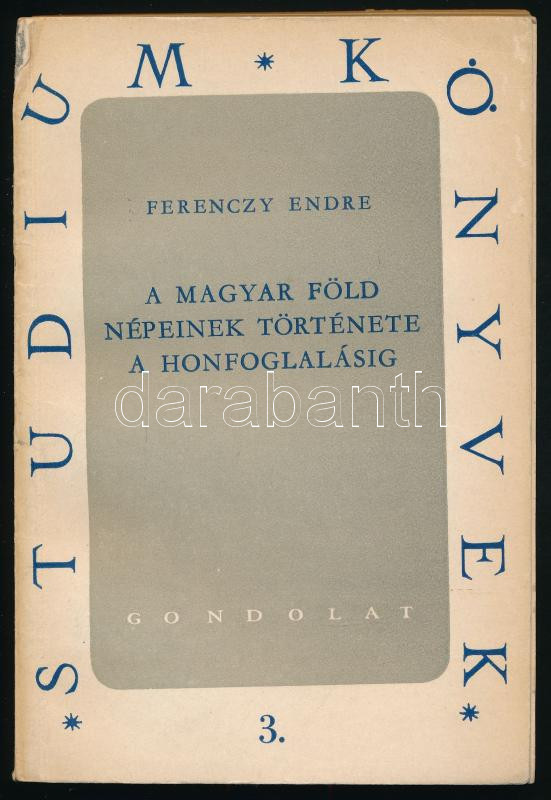 * STUDIUM * KÖNYVEK *
FERENCZY ENDRE
A MAGYAR FÖLD
NÉPEINEK TÖRTÉNETE
A HONFOGLALÁSIG
darabanth
GONDOLAT
3.